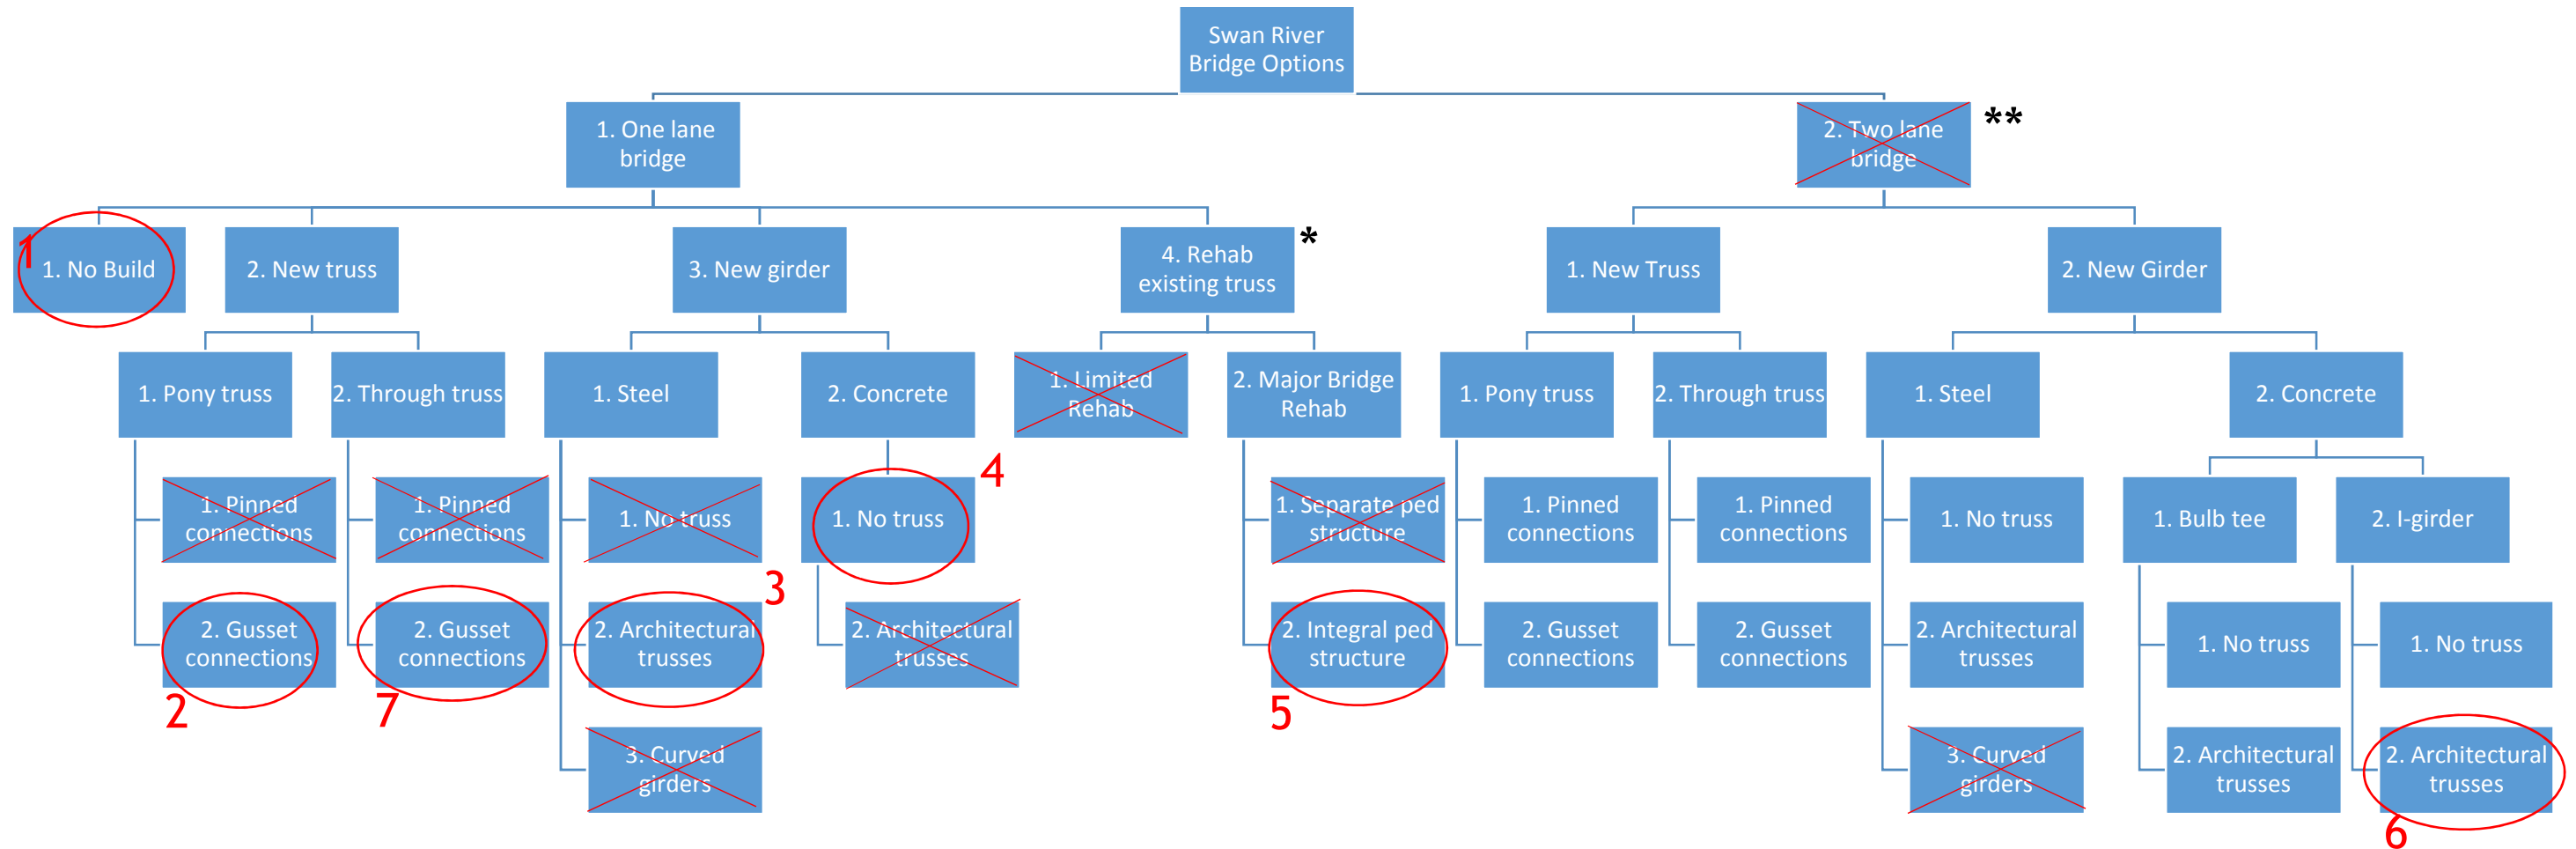 Swan River
Bridge Options
1. One lane
bridge
2. Two lane
bridge
**
1
1. No Build
2. New truss
3. New girder
4. Rehab
existing truss
*
1. New Truss
2. New Girder
1. Pony truss
2. Through truss
1. Steel
2. Concrete
1. Limited
Rehab
2. Major Bridge
Rehab
1. Pony truss
2. Through truss
1. Steel
2. Concrete
1. Pinned
connections
1. Pinned
connections
1. No truss
1. No truss
4
1. Separate ped
structure
1. Pinned
connections
1. Pinned
connections
1. No truss
1. Bulb tee
2. I-girder
2. Gusset
connections
2
2. Gusset
connections
7
2. Architectural
trusses
3
2. Architectural
trusses
2. Integral ped
structure
5
2. Gusset
connections
2. Gusset
connections
2. Architectural
trusses
1. No truss
1. No truss
3. Curved
girders
3. Curved
girders
2. Architectural
trusses
2. Architectural
trusses
6